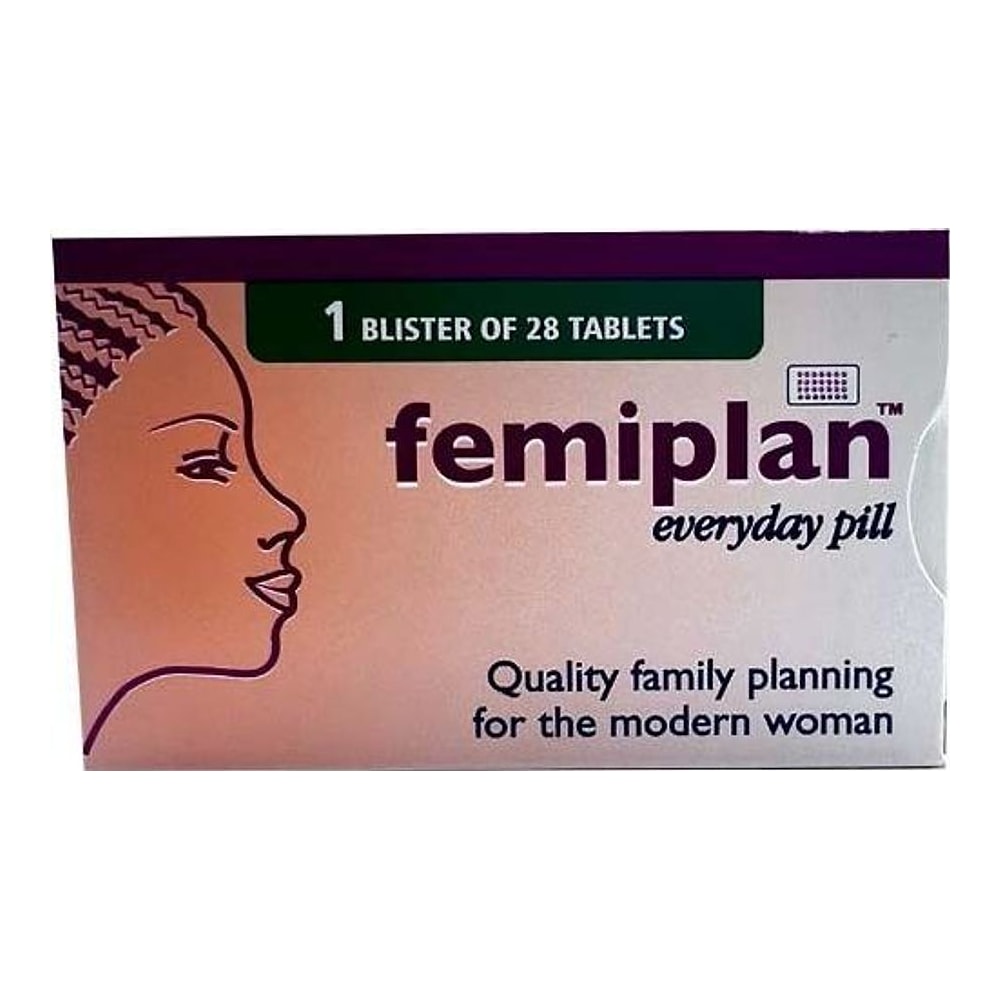 1 BLISTER OF 28 TABLETS
femiplan™
everyday pill
Quality family planning
for the modern woman